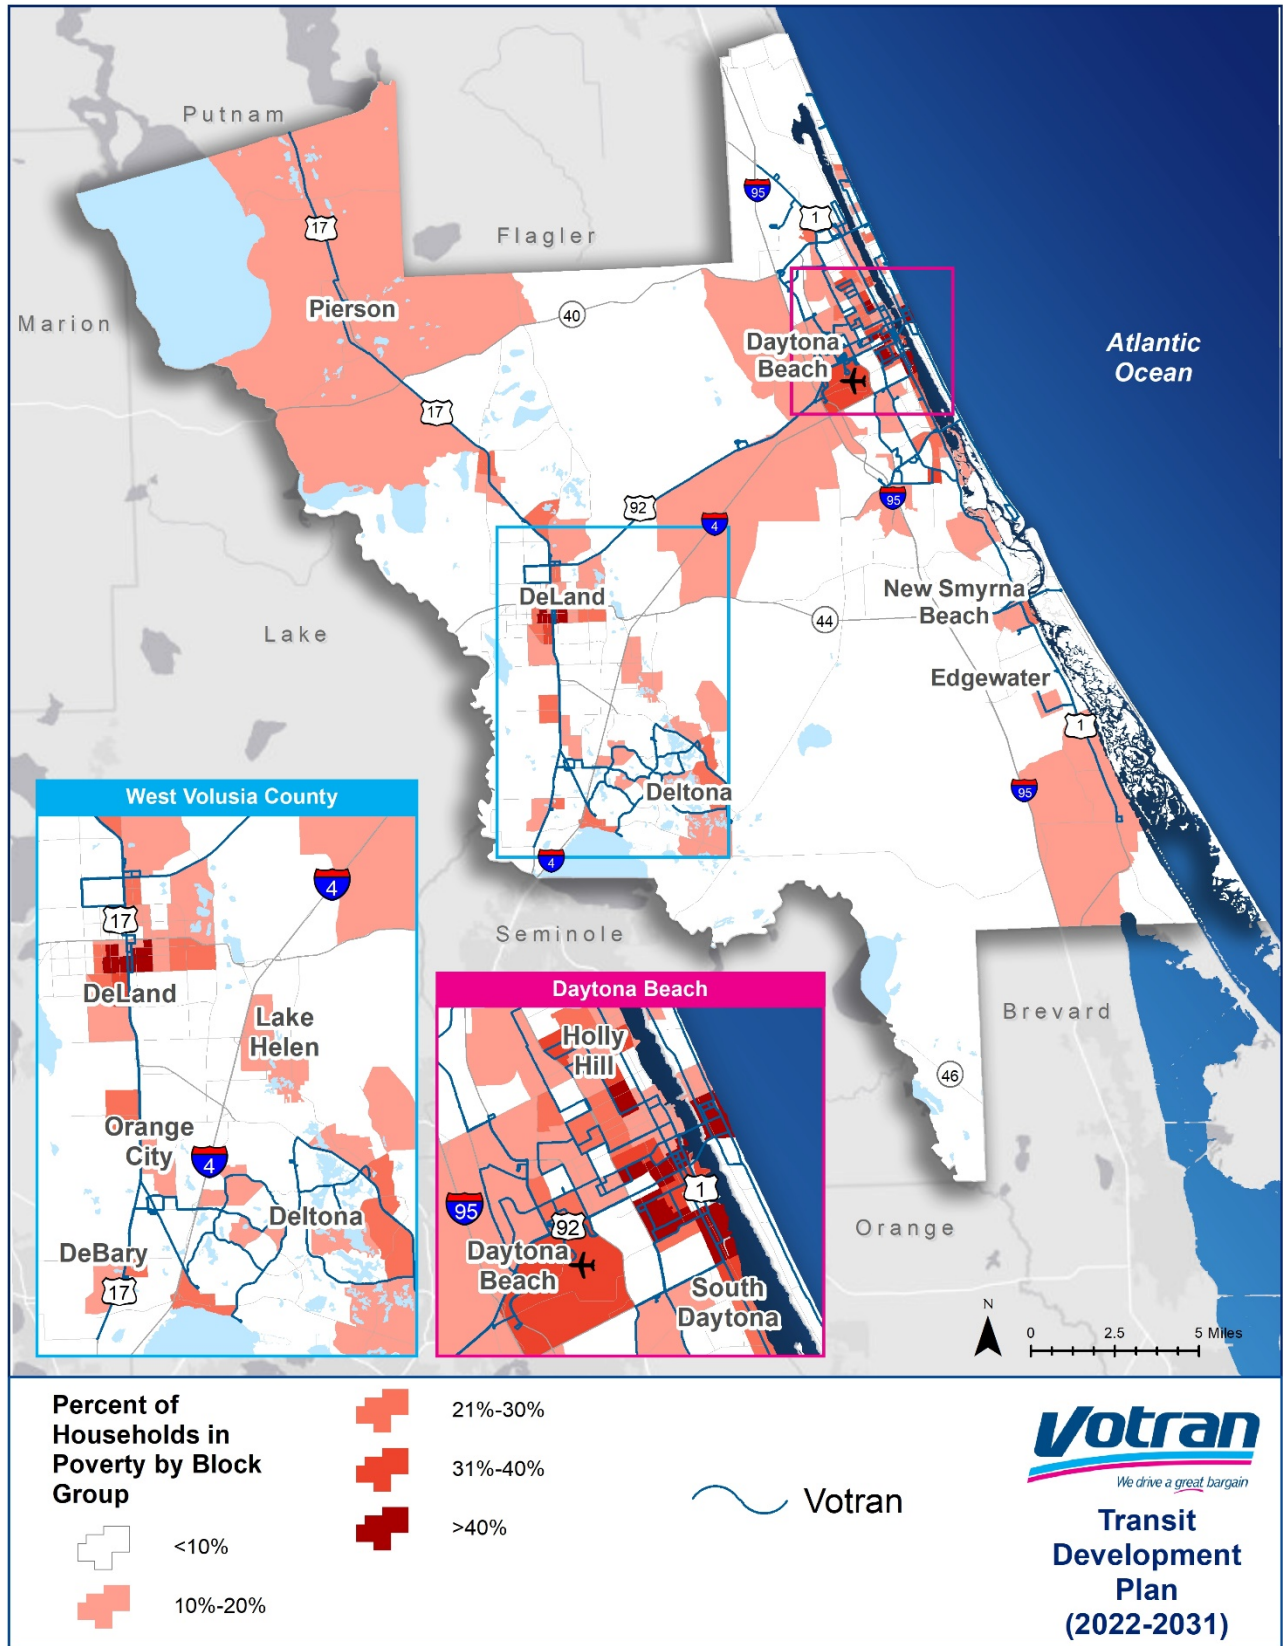 Putnam
95
1
17
Flagler
Pierson
Marion
40
Daytona
Beach
Atlantic
Ocean
17
92
4
95
DeLand
New Smyrna
Beach
44
Lake
Edgewater
1
95
Deltona
4
West Volusia County
4
17
DeLand
Lake
Helen
Orange
City
4
Deltona
DeBary
17
Seminole
Daytona Beach
Holly
Hill
1
95
92
Daytona
Beach
South
Daytona
Brevard
46
Orange
N
0 2.5 5 Miles
Percent of
Households in
Poverty by Block
Group
<10%
10%-20%
21%-30%
31%-40%
>40%
Votran
Votran
We drive a great bargain
Transit
Development
Plan
(2022-2031)